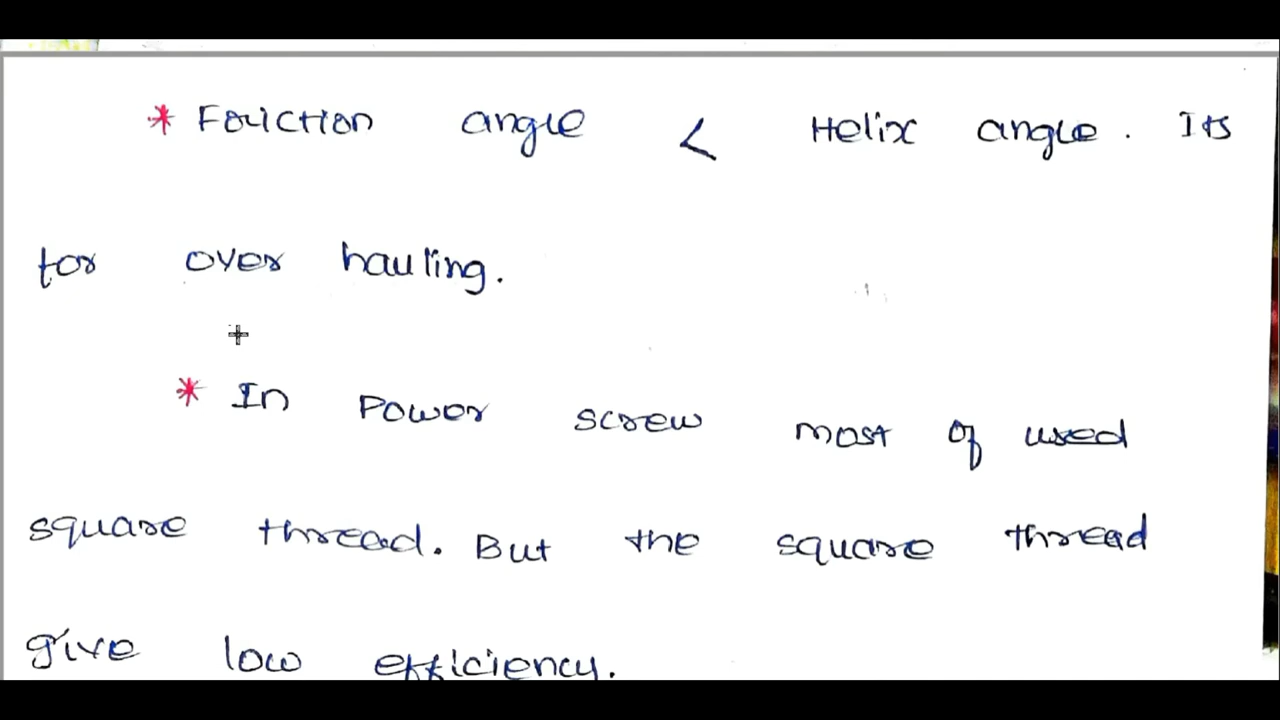 * Friction angle < Helix angle. Its
for over hauling.
* In Power screw most of used
square thread. But the square thread
give low efficiency.